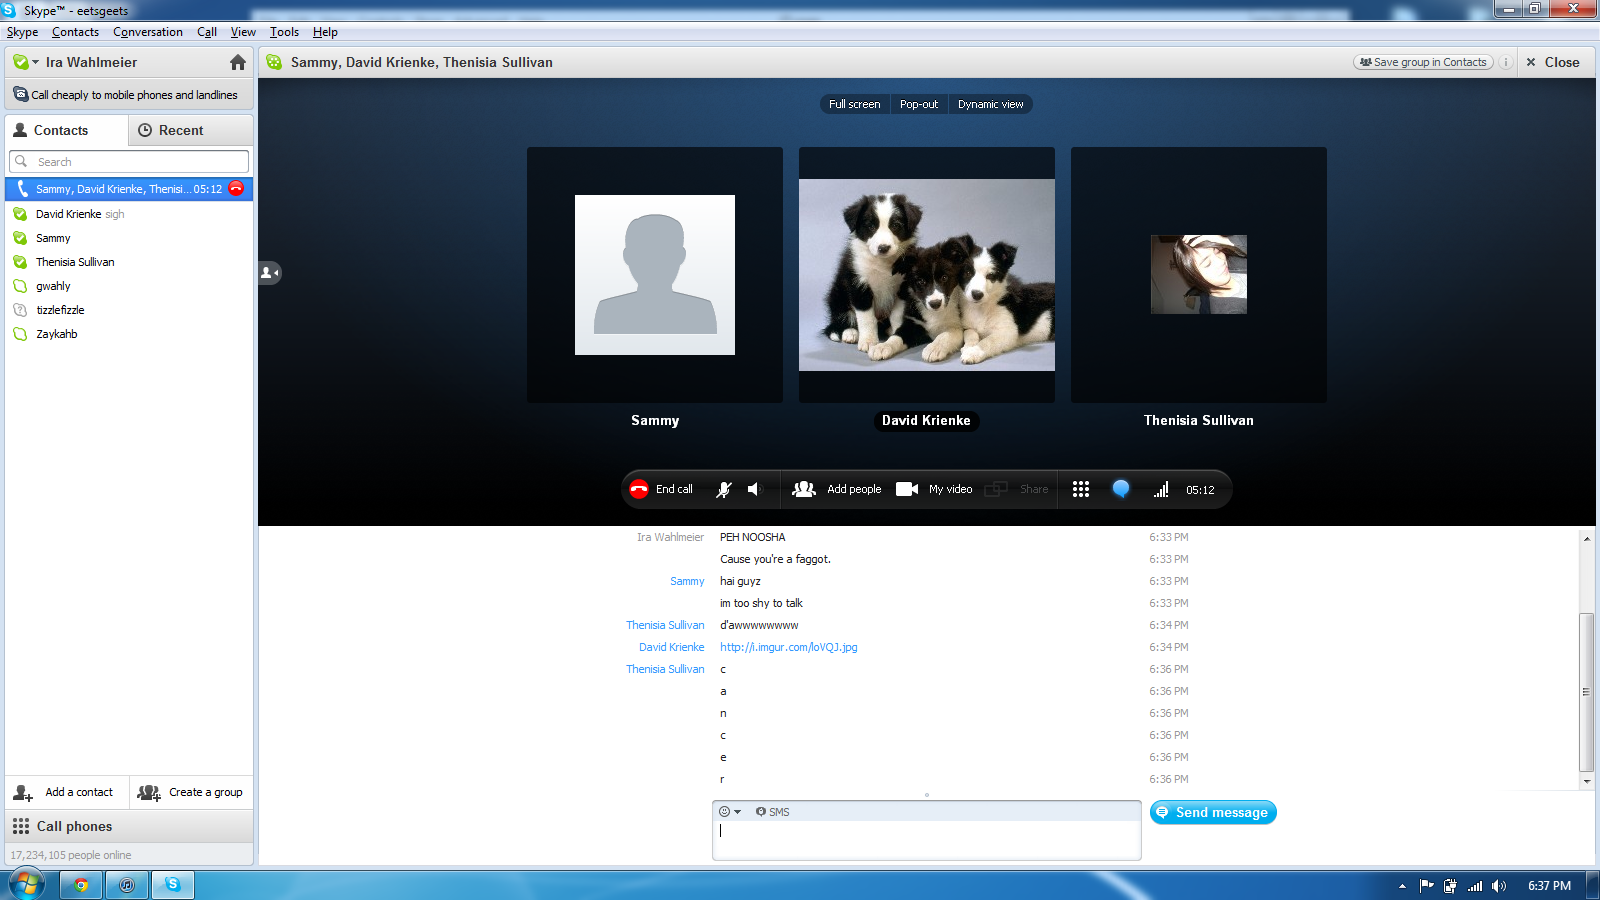 Skype™ - eetsgeets
Skype Contacts Conversation Call View Tools Help
Ira Wahlmeier
Call cheaply to mobile phones and landlines
Contacts Recent
Search
Sammy, David Krienke, Thenisi... 05:12
David Krienke sigh
Sammy
Thenisia Sullivan
gwahly
tizzlefizzle
Zaykahb
Add a contact Create a group
Call phones
17,234,105 people online
Sammy, David Krienke, Thenisia Sullivan
Save group in Contacts
Close
Full screen Pop-out Dynamic view
Sammy David Krienke Thenisia Sullivan
End call Add people My video Share 05:12
Ira Wahlmeier PEH NOOSHA 6:33 PM
Cause you're a faggot. 6:33 PM
Sammy hai guyz 6:33 PM
im too shy to talk 6:33 PM
Thenisia Sullivan d'awwwwwwww 6:34 PM
David Krienke http://i.imgur.com/loVQJ.jpg 6:34 PM
Thenisia Sullivan c 6:36 PM
a 6:36 PM
n 6:36 PM
c 6:36 PM
e 6:36 PM
r 6:36 PM
SMS
Send message
6:37 PM